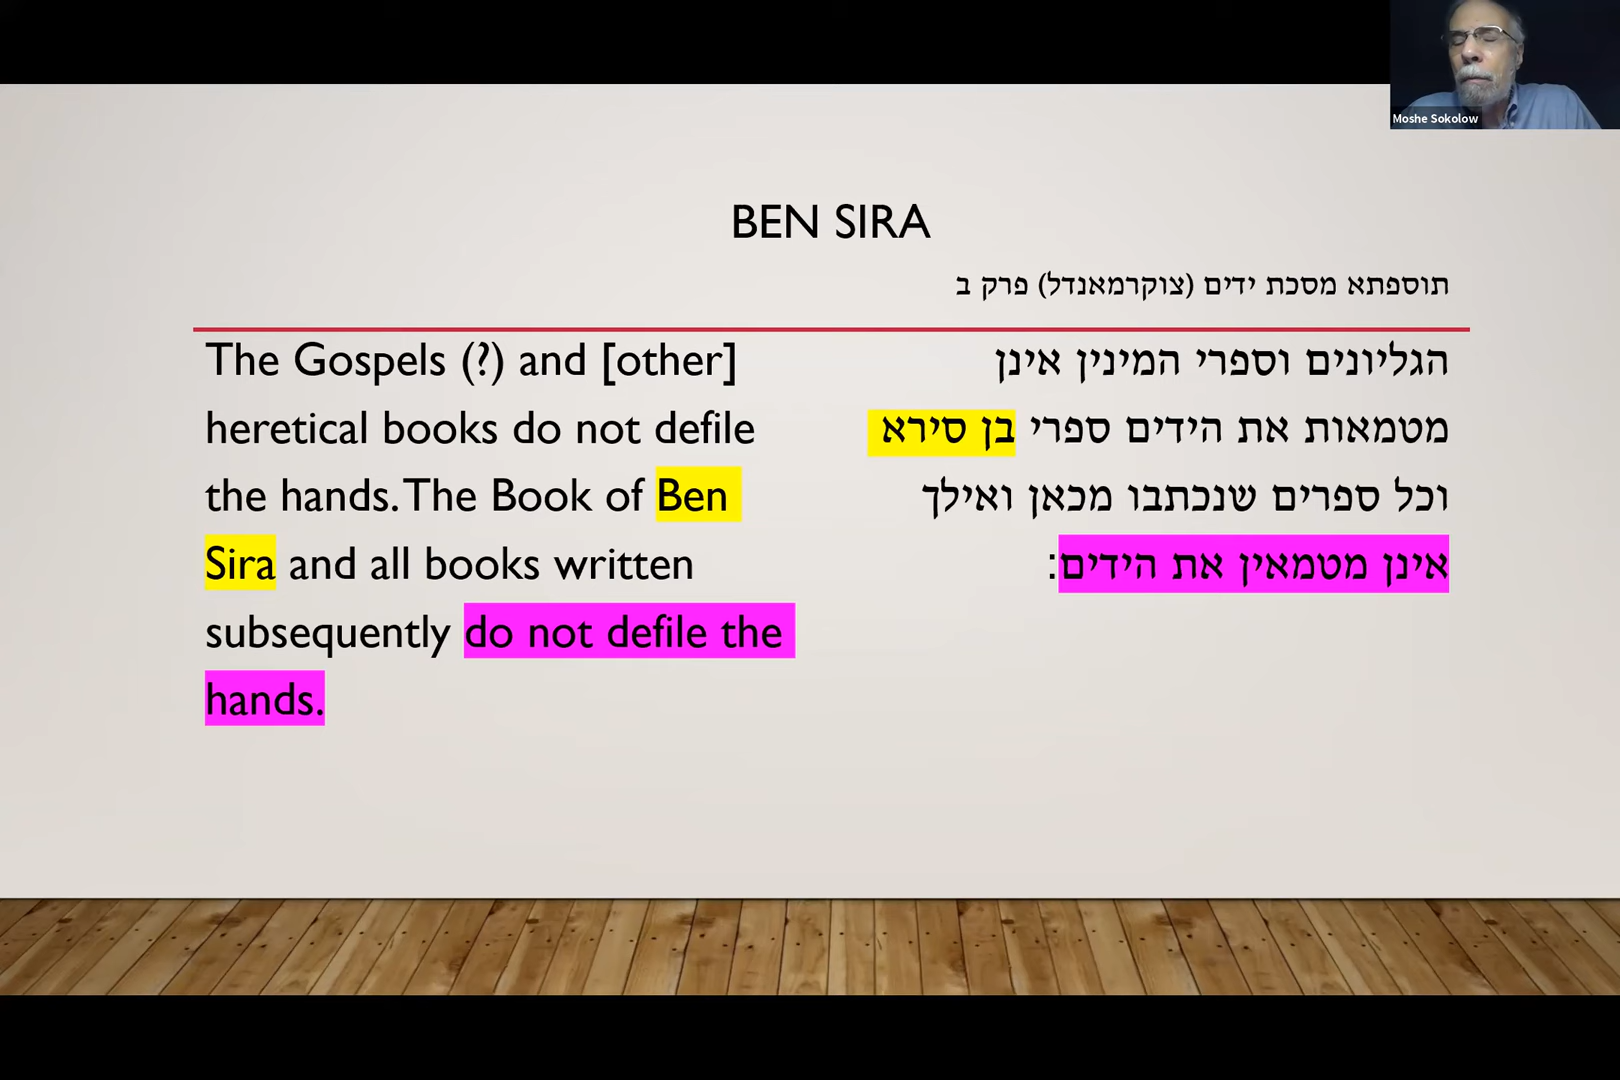 Moshe Sokolow
BEN SIRA
תוספתא מסכת ידים (צוקרמאנדל) פרק ב
The Gospels (?) and [other]
heretical books do not defile
the hands. The Book of Ben
Sira and all books written
subsequently do not defile the
hands.
הגליונים וספרי המינין אינן
מטמאות את הידים ספרי בן סירא
וכל ספרים שנכתבו מכאן ואילך
אינן מטמאין את הידים: